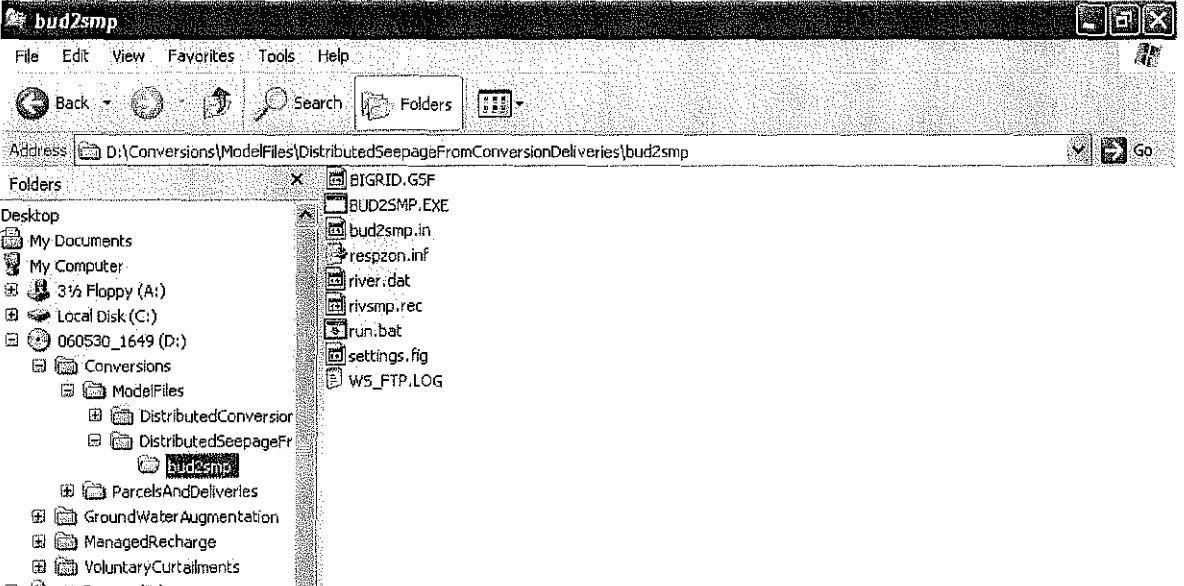 bud2smp
File Edit View Favorites Tools Help
Back Search Folders
Address D:\Conversions\ModelFiles\DistributedSeepageFromConversionDeliveries\bud2smp Go
Folders
Desktop
My Documents
My Computer
3½ Floppy (A:)
Local Disk (C:)
060530_1649 (D:)
Conversions
ModelFiles
DistributedConversion
DistributedSeepageFr
bud2smp
ParcelsAndDeliveries
GroundWaterAugmentation
ManagedRecharge
VoluntaryCurtailments
BIGRID.GSF
BUD2SMP.EXE
bud2smp.in
respzon.inf
river.dat
rivsmp.rec
run.bat
settings.fig
WS_FTP.LOG